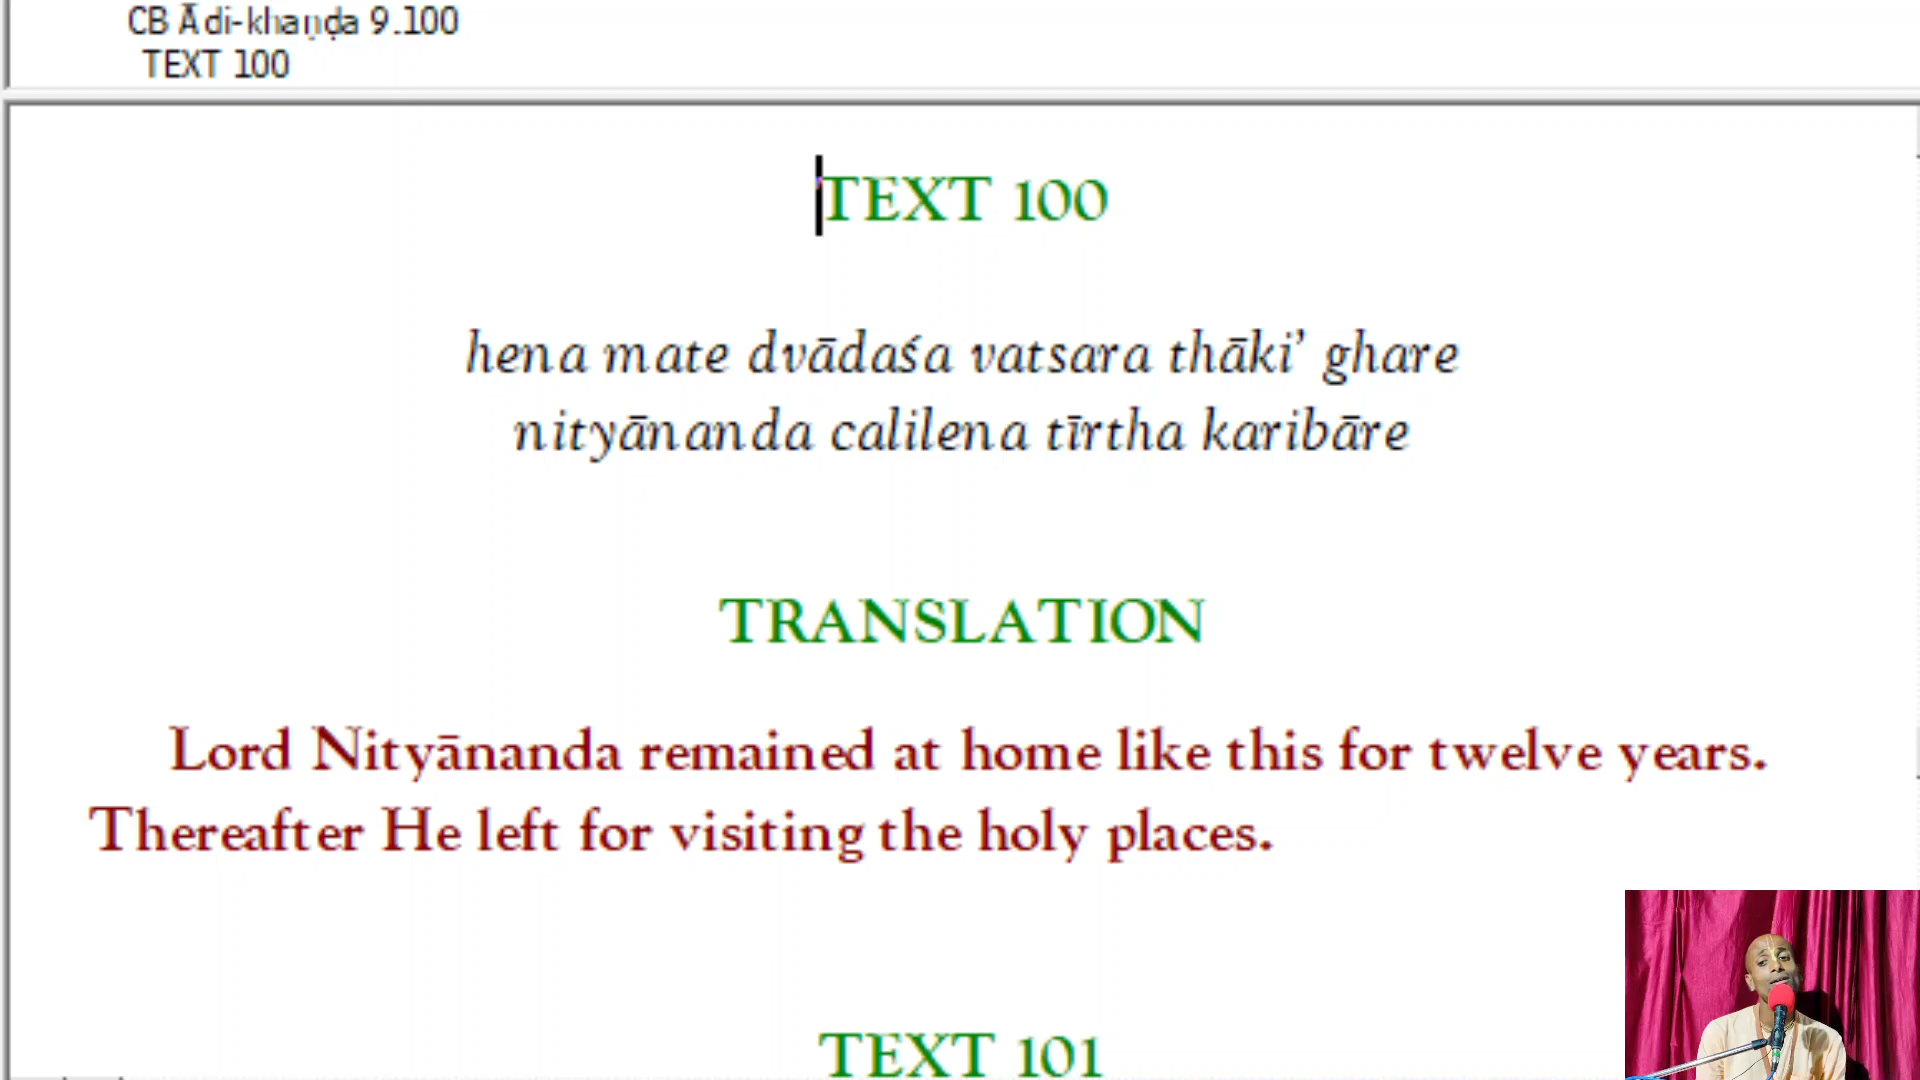 CB Ādi-khaṇḍa 9.100
TEXT 100
TEXT 100
hena mate dvādaśa vatsara thāki’ ghare
nityānanda calilena tīrtha karibāre
TRANSLATION
Lord Nityānanda remained at home like this for twelve years.
Thereafter He left for visiting the holy places.
TEXT 101